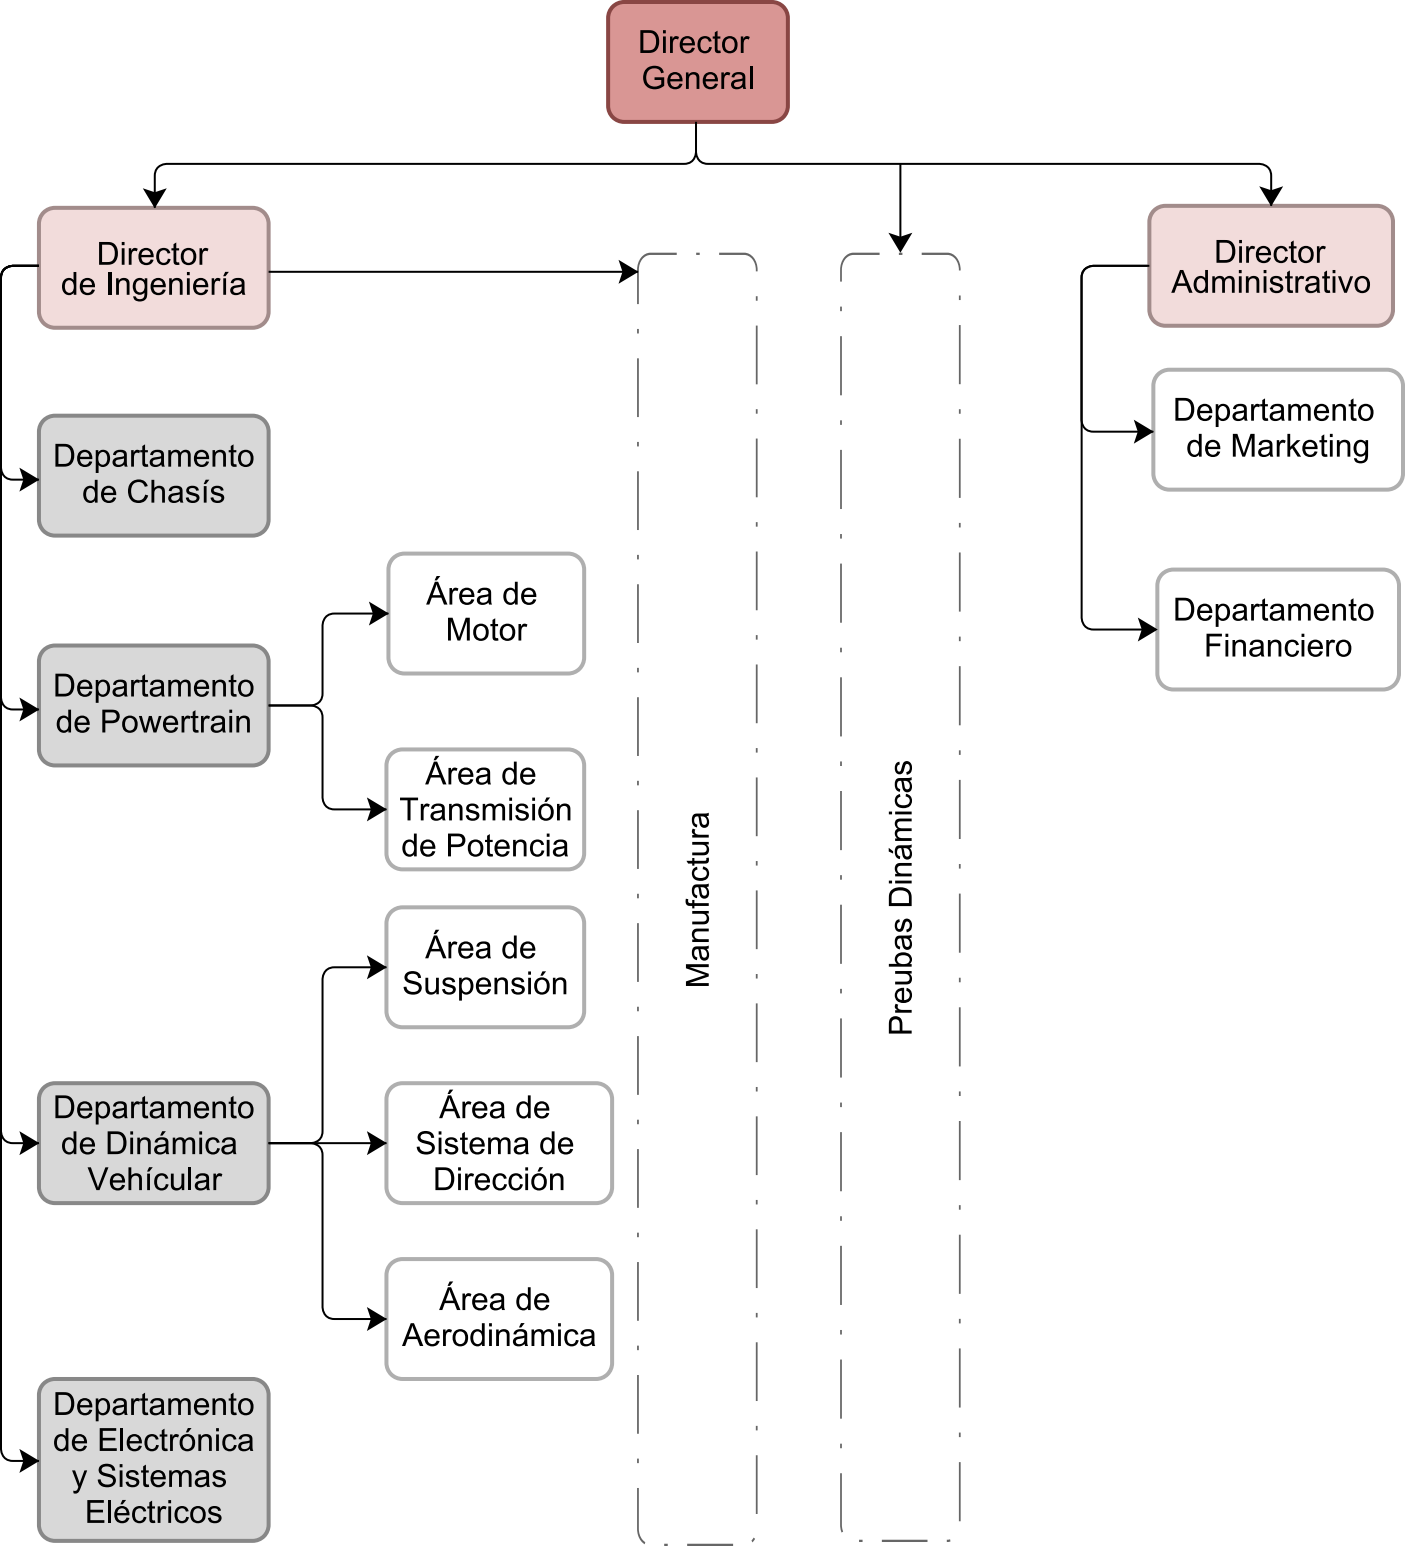 Director
General
Director
de Ingeniería
Director
Administrativo
Departamento
de Marketing
Departamento
de Chasís
Área de
Motor
Departamento
Financiero
Departamento
de Powertrain
Área de
Transmisión
de Potencia
Manufactura
Preubas Dinámicas
Área de
Suspensión
Departamento
de Dinámica
Vehícular
Área de
Sistema de
Dirección
Área de
Aerodinámica
Departamento
de Electrónica
y Sistemas
Eléctricos